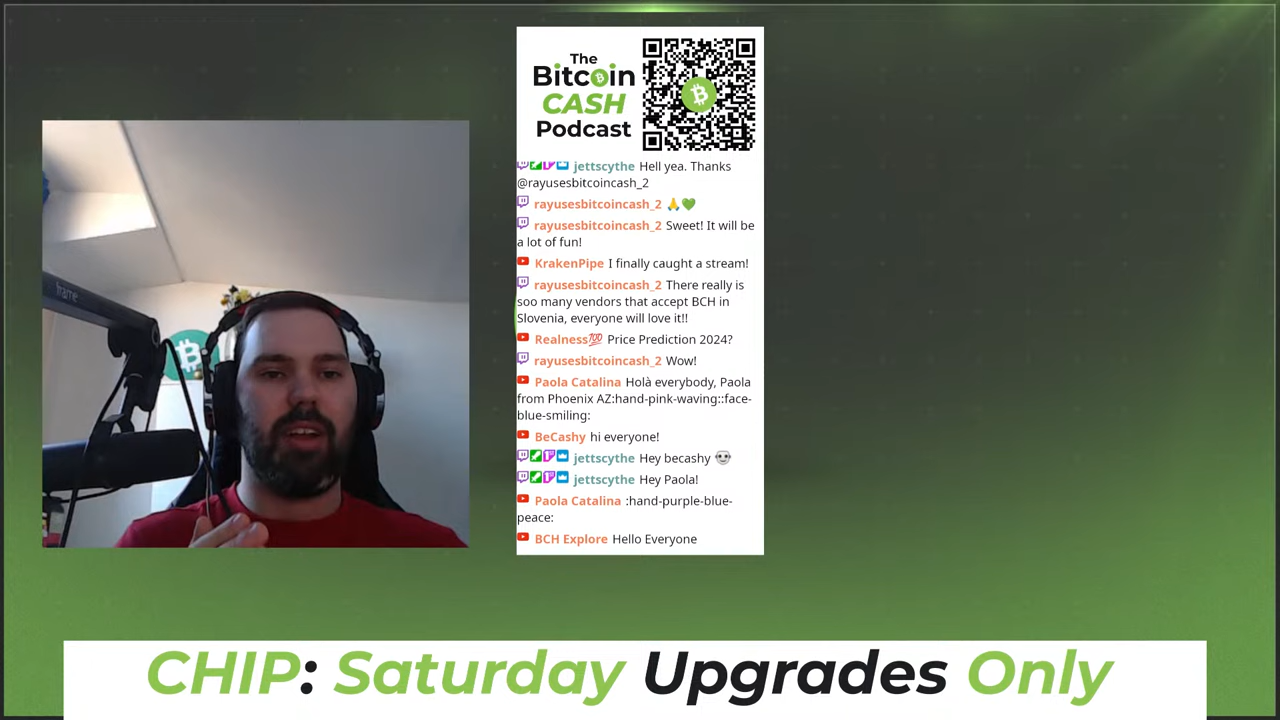 The
Bitcoin
CASH
Podcast
frame
jettscythe Hell yea. Thanks
@rayusesbitcoincash_2
rayusesbitcoincash_2 🙏💚
rayusesbitcoincash_2 Sweet! It will be
a lot of fun!
KrakenPipe I finally caught a stream!
rayusesbitcoincash_2 There really is
soo many vendors that accept BCH in
Slovenia, everyone will love it!!
Realness💯 Price Prediction 2024?
rayusesbitcoincash_2 Wow!
Paola Catalina Holà everybody, Paola
from Phoenix AZ:hand-pink-waving::face-
blue-smiling:
BeCashy hi everyone!
jettscythe Hey becashy 💀
jettscythe Hey Paola!
Paola Catalina :hand-purple-blue-
peace:
BCH Explore Hello Everyone
CHIP: Saturday Upgrades Only